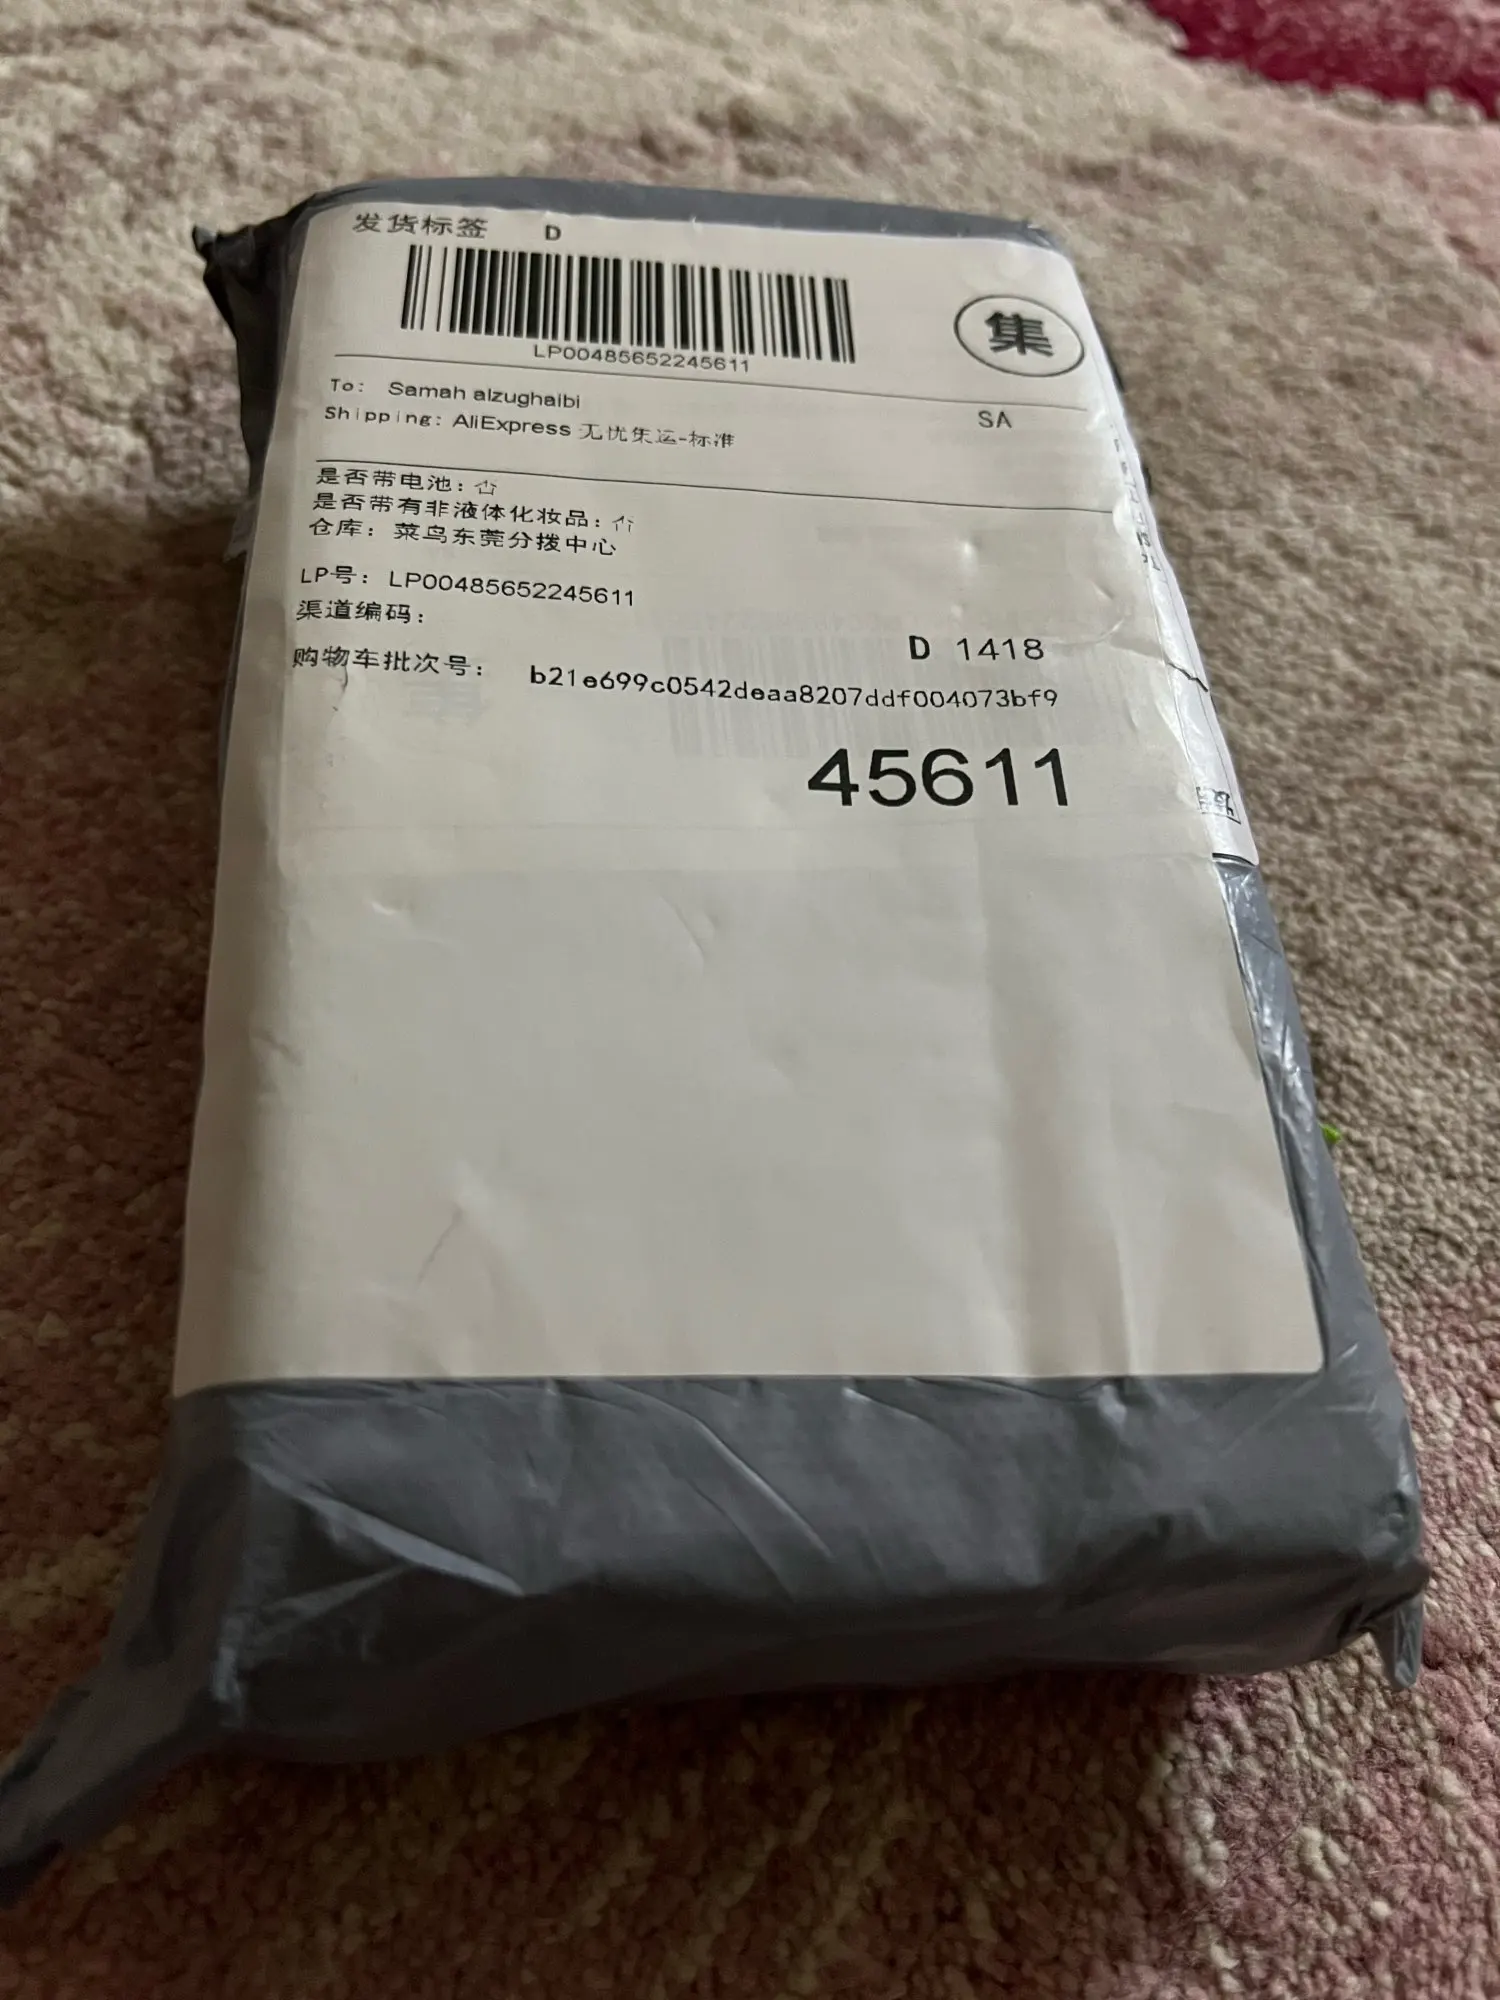 发货标签 D
LP00485652245611
集
To: Samah alzughaibi
SA
Shipping: AliExpress 无忧集运-标准
是否带电池: 否
是否带有非液体化妆品: 否
仓库: 菜鸟东莞分拨中心
LP号: LP00485652245611
渠道编码:
D 1418
购物车批次号: b21e699c0542deaa8207ddf004073bf9
45611